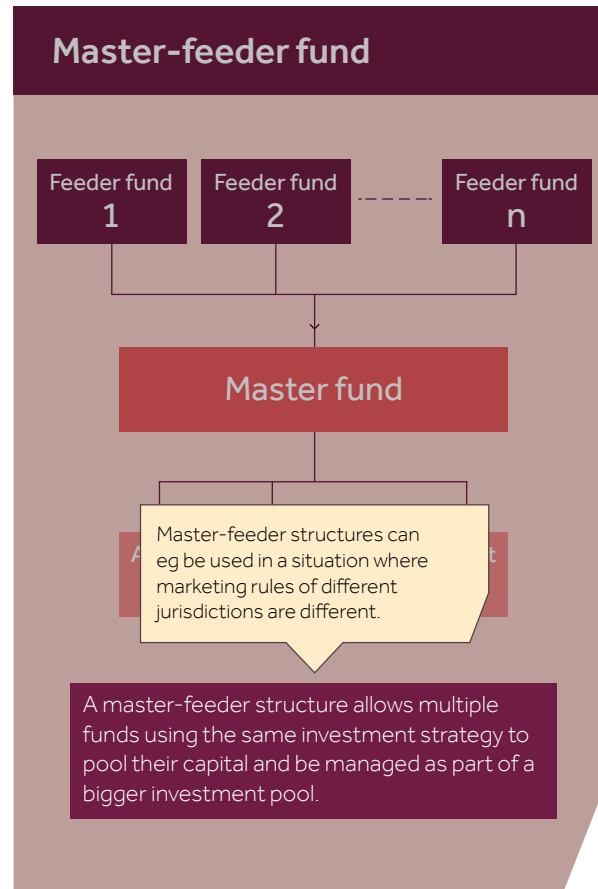 Master-feeder fund
Feeder fund
1
Feeder fund
2
Feeder fund
n
Master fund
Master-feeder structures can
eg be used in a situation where
marketing rules of different
jurisdictions are different.
A master-feeder structure allows multiple
funds using the same investment strategy to
pool their capital and be managed as part of a
bigger investment pool.